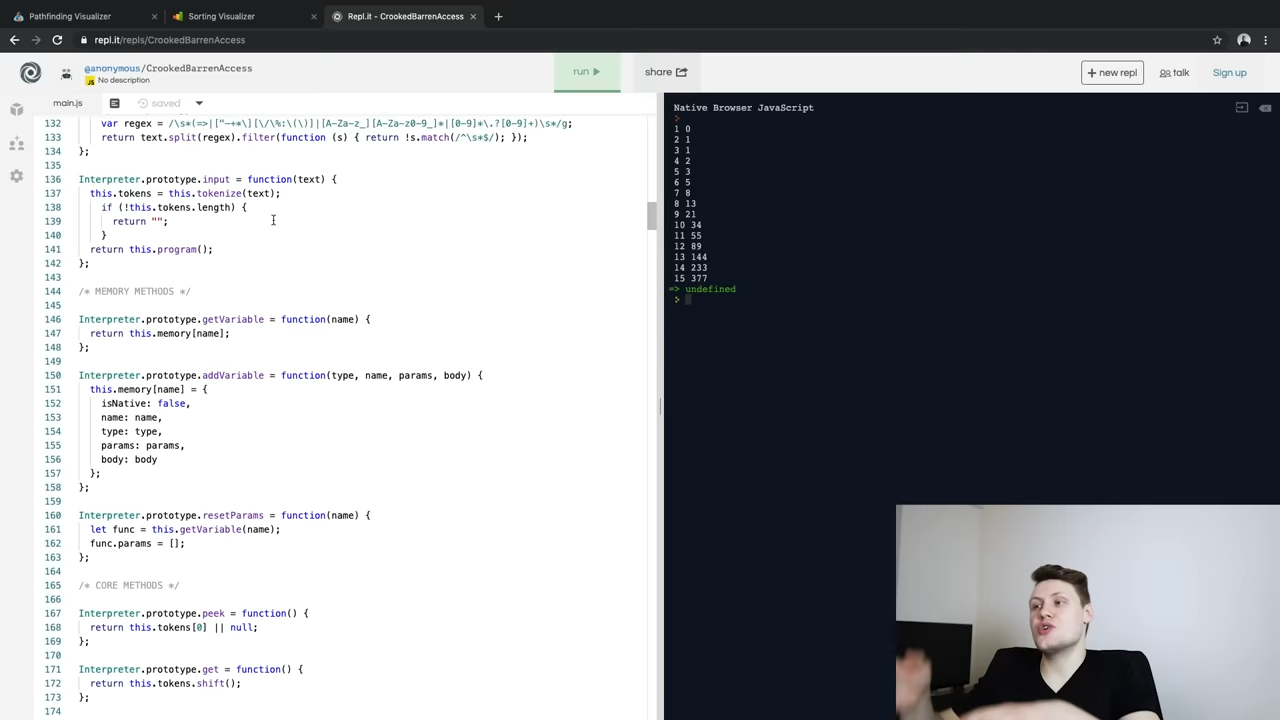 Pathfinding Visualizer
Sorting Visualizer
Repl.it - CrookedBarrenAccess
repl.it/repls/CrookedBarrenAccess
@anonymous/CrookedBarrenAccess
JS No description
run
share
+ new repl
talk
Sign up
main.js
saved
132 var regex = /\s*(=>|["-+*\][\/\%:\(\)]|[A-Za-z_][A-Za-z0-9_]*|[0-9]*\.?[0-9]+)\s*/g;
133 return text.split(regex).filter(function (s) { return !s.match(/^\s*$/); });
134 };
135
136 Interpreter.prototype.input = function(text) {
137 this.tokens = this.tokenize(text);
138 if (!this.tokens.length) {
139 return "";
140 }
141 return this.program();
142 };
143
144 /* MEMORY METHODS */
145
146 Interpreter.prototype.getVariable = function(name) {
147 return this.memory[name];
148 };
149
150 Interpreter.prototype.addVariable = function(type, name, params, body) {
151 this.memory[name] = {
152 isNative: false,
153 name: name,
154 type: type,
155 params: params,
156 body: body
157 };
158 };
159
160 Interpreter.prototype.resetParams = function(name) {
161 let func = this.getVariable(name);
162 func.params = [];
163 };
164
165 /* CORE METHODS */
166
167 Interpreter.prototype.peek = function() {
168 return this.tokens[0] || null;
169 };
170
171 Interpreter.prototype.get = function() {
172 return this.tokens.shift();
173 };
174
Native Browser JavaScript
>
1 0
2 1
3 1
4 2
5 3
6 5
7 8
8 13
9 21
10 34
11 55
12 89
13 144
14 233
15 377
=> undefined
>